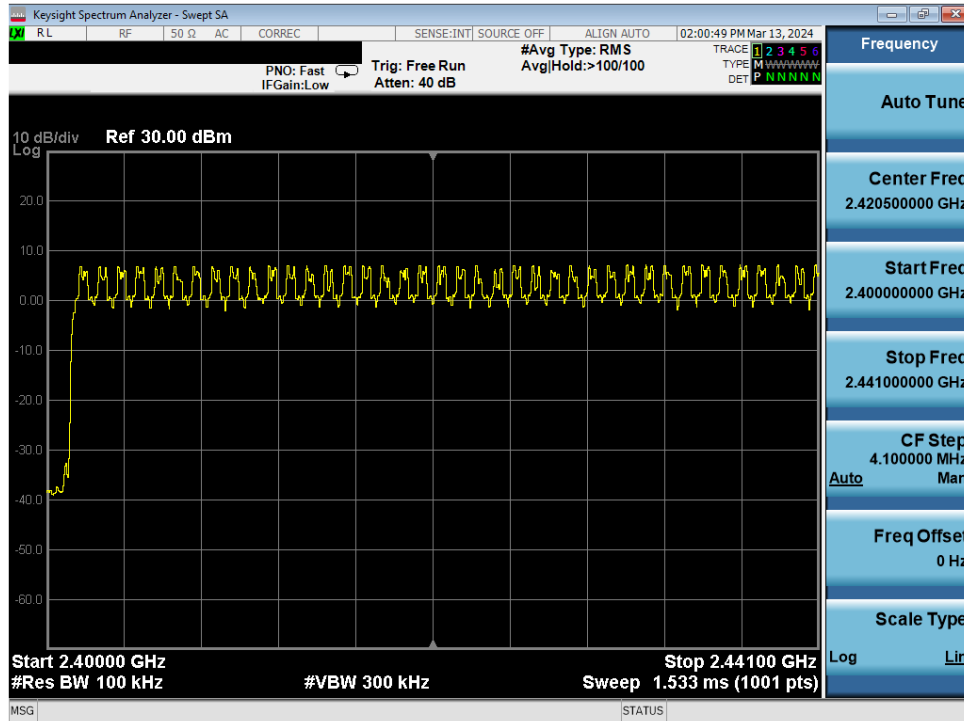 Keysight Spectrum Analyzer - Swept SA
LXI RL RF 50 Ω AC CORREC SENSE:INT SOURCE OFF ALIGN AUTO 02:00:49 PM Mar 13, 2024
PNO: Fast
IFGain:Low
Trig: Free Run
Atten: 40 dB
#Avg Type: RMS
Avg|Hold:>100/100
TRACE 1 2 3 4 5 6
TYPE M WWWWW
DET P N N N N N
10 dB/div
Log
Ref 30.00 dBm
20.0
10.0
0.00
-10.0
-20.0
-30.0
-40.0
-50.0
-60.0
Start 2.40000 GHz
#Res BW 100 kHz
#VBW 300 kHz
Stop 2.44100 GHz
Sweep 1.533 ms (1001 pts)
MSG
STATUS
Frequency
Auto Tune
Center Freq
2.420500000 GHz
Start Freq
2.400000000 GHz
Stop Freq
2.441000000 GHz
CF Step
4.100000 MHz
Auto Man
Freq Offset
0 Hz
Scale Type
Log Lin